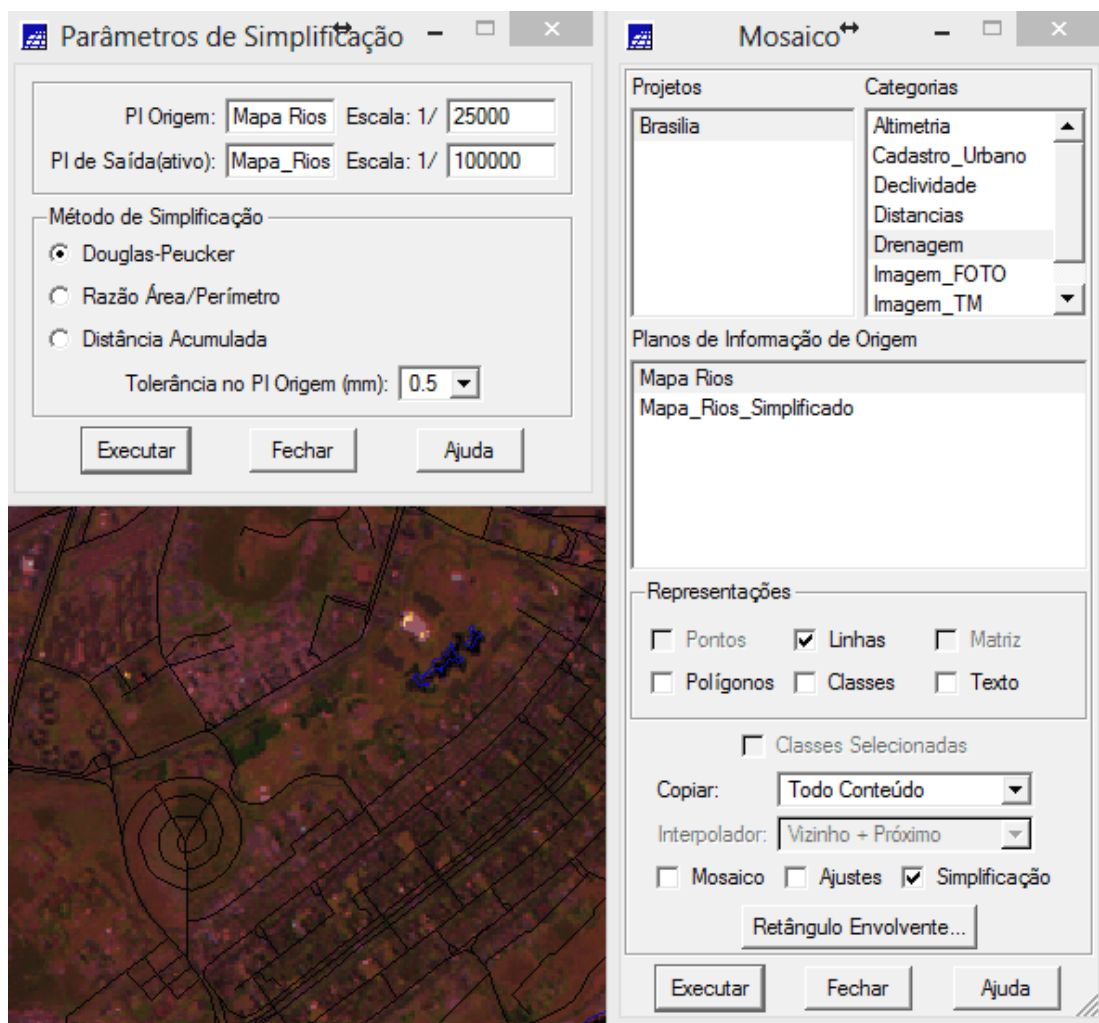 Parâmetros de Simplificação
PI Origem: Mapa Rios Escala: 1/ 25000
PI de Saída(ativo): Mapa_Rios Escala: 1/ 100000
Método de Simplificação
Douglas-Peucker
Razão Área/Perímetro
Distância Acumulada
Tolerância no PI Origem (mm): 0.5
Executar Fechar Ajuda
Mosaico
Projetos Categorias
Brasilia
Altimetria
Cadastro_Urbano
Declividade
Distancias
Drenagem
Imagem_FOTO
Imagem_TM
Planos de Informação de Origem
Mapa Rios
Mapa_Rios_Simplificado
Representações
Pontos Linhas Matriz
Polígonos Classes Texto
Classes Selecionadas
Copiar: Todo Conteúdo
Interpolador: Vizinho + Próximo
Mosaico Ajustes Simplificação
Retângulo Envolvente...
Executar Fechar Ajuda